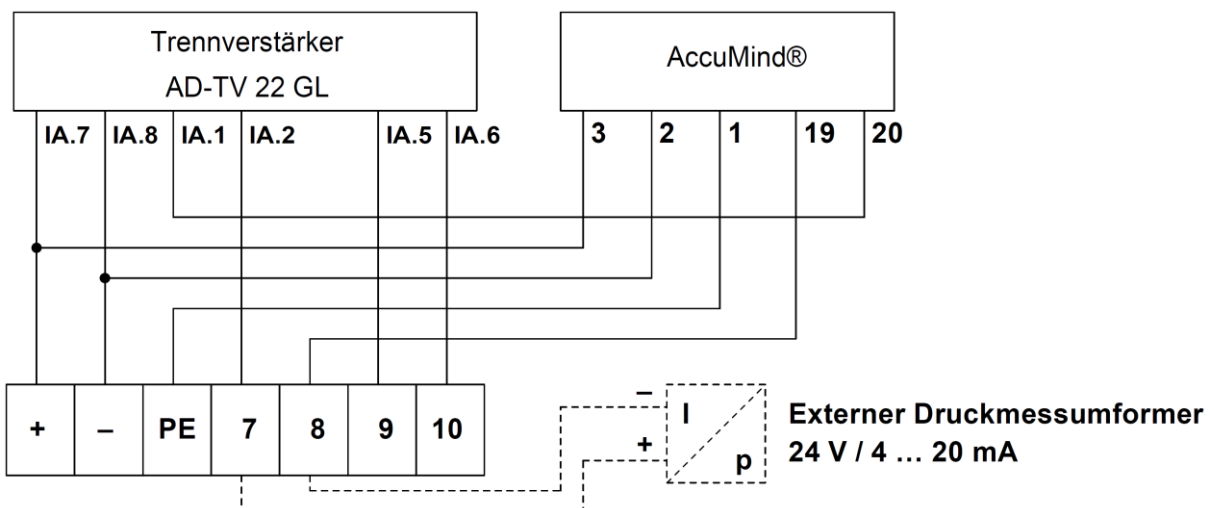 Trennverstärker
AD-TV 22 GL
AccuMind®
IA.7 IA.8 IA.1 IA.2 IA.5 IA.6
3 2 1 19 20
+ – PE 7 8 9 10
–
+
I
p
Externer Druckmessumformer
24 V / 4 … 20 mA